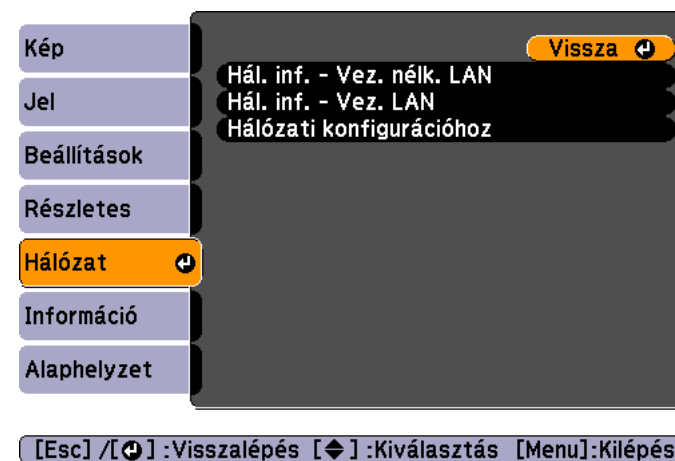 Kép
Jel
Beállítások
Részletes
Hálózat
Információ
Alaphelyzet
Vissza
Hál. inf. - Vez. nélk. LAN
Hál. inf. - Vez. LAN
Hálózati konfigurációhoz
[Esc] /[⏎] :Visszalépés [◆] :Kiválasztás [Menu]:Kilépés